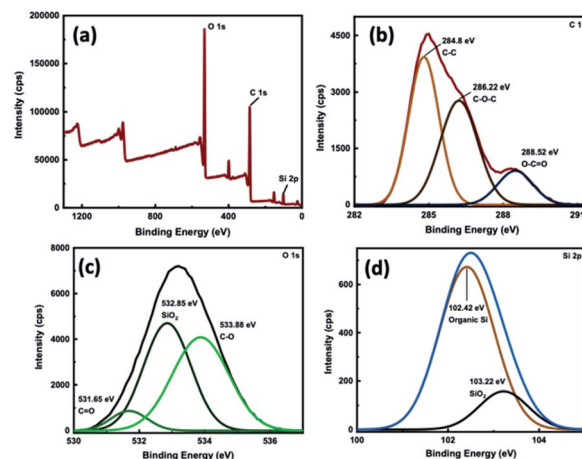 (a)
O 1s
C 1s
Si 2p
200000
150000
100000
50000
0
Intensity (cps)
1200
800
400
0
Binding Energy (eV)
(b)
C 1
284.8 eV
C-C
286.22 eV
C-O-C
288.52 eV
O-C=O
4500
3000
1500
0
Intensity (cps)
282
285
288
291
Binding Energy (eV)
(c)
O 1s
532.85 eV
SiO2
533.88 eV
C-O
531.65 eV
C=O
8000
6000
4000
2000
0
Intensity (cps)
530
532
534
536
Binding Energy (eV)
(d)
Si 2p
102.42 eV
Organic Si
103.22 eV
SiO2
600
400
200
0
Intensity (cps)
100
102
104
Binding Energy (eV)